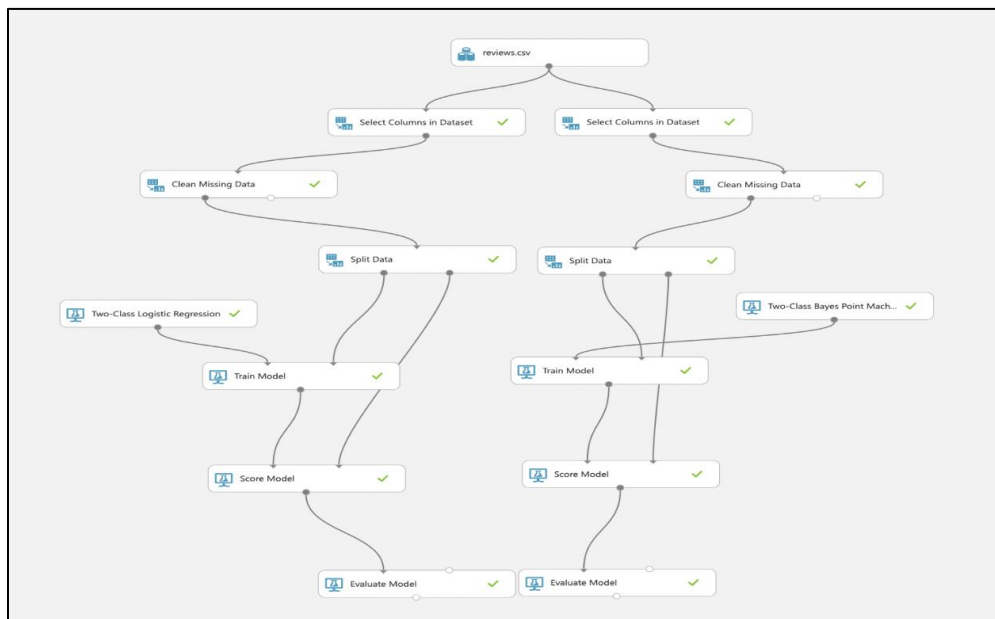 reviews.csv
Select Columns in Dataset
Select Columns in Dataset
Clean Missing Data
Clean Missing Data
Split Data
Split Data
Two-Class Logistic Regression
Two-Class Bayes Point Mach...
Train Model
Train Model
Score Model
Score Model
Evaluate Model
Evaluate Model